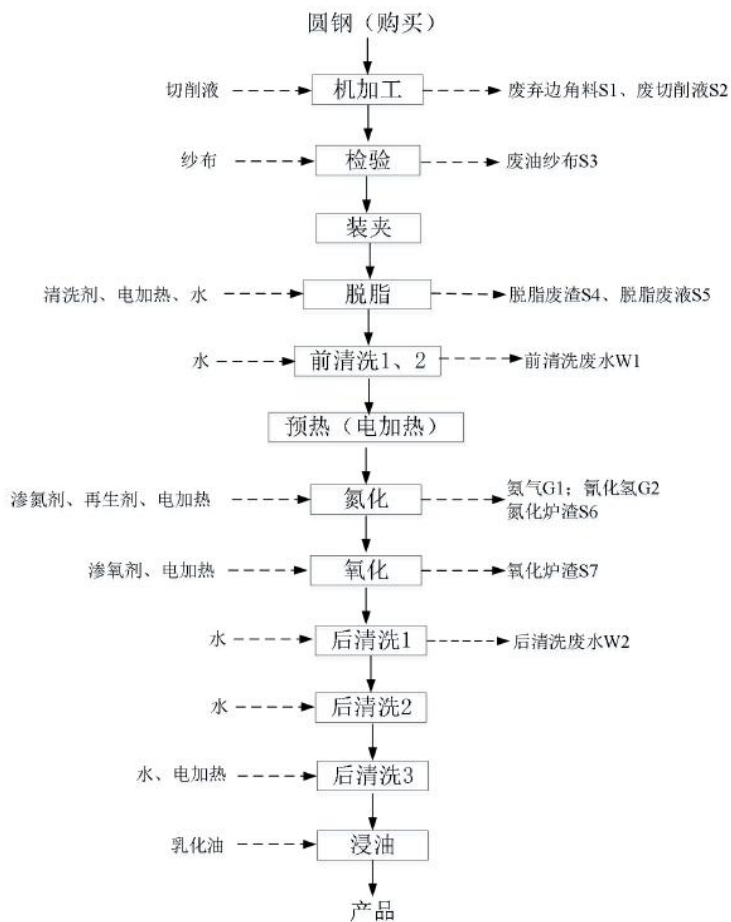 圆钢（购买）
切削液
机加工
废弃边角料S1、废切削液S2
纱布
检验
废油纱布S3
装夹
清洗剂、电加热、水
脱脂
脱脂废渣S4、脱脂废液S5
水
前清洗1、2
前清洗废水W1
预热（电加热）
渗氮剂、再生剂、电加热
氮化
氨气G1；氰化氢G2
氮化炉渣S6
渗氧剂、电加热
氧化
氧化炉渣S7
水
后清洗1
后清洗废水W2
水
后清洗2
水、电加热
后清洗3
乳化油
浸油
产品